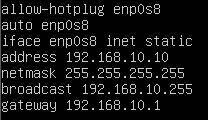 allow-hotplug enp0s8
auto enp0s8
iface enp0s8 inet static
address 192.168.10.10
netmask 255.255.255.255
broadcast 192.168.10.255
gateway 192.168.10.1